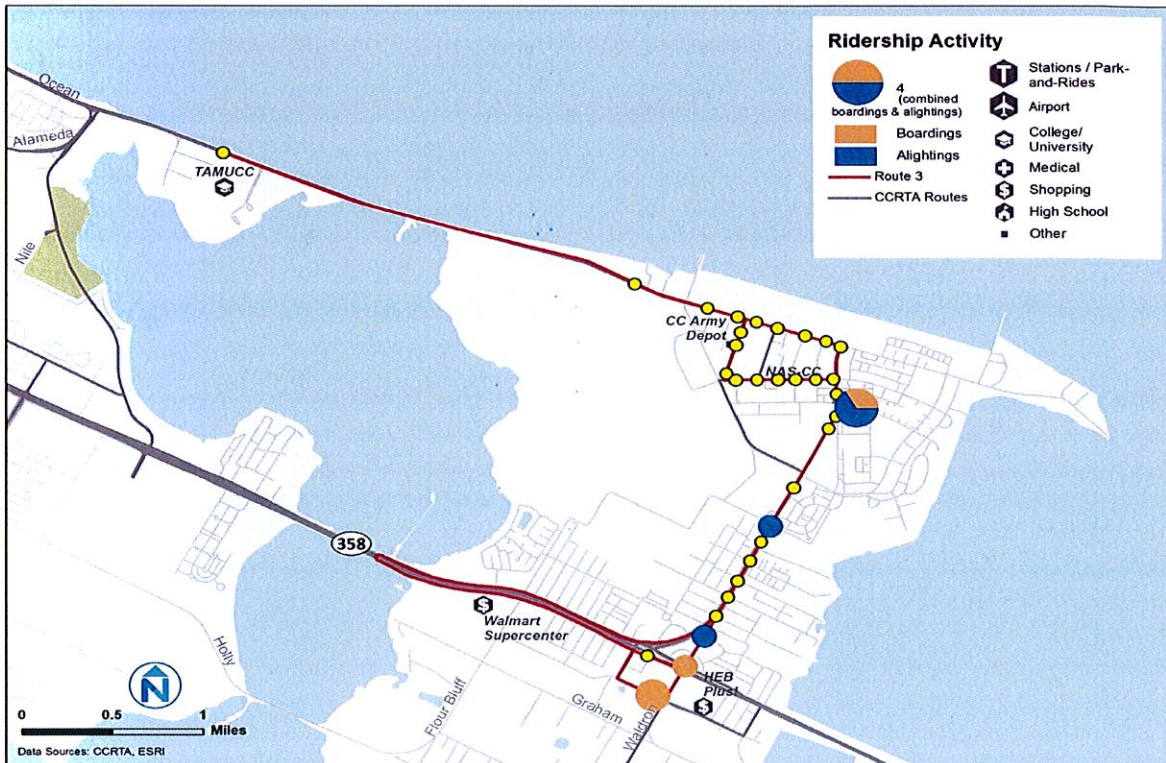 Ridership Activity
4
(combined
boardings & alightings)
Boardings
Alightings
Route 3
CCRTA Routes
T
Stations / Park-
and-Rides
Airport
College/
University
Medical
$
Shopping
High School
Other
Ocean
Alameda
TAMUCC
Nile
CC Army
Depot
NAS-CC
358
$
Walmart
Supercenter
Holly
Flour Bluff
Graham
Waldron
HEB
Plus!
$
N
0
0.5
1
Miles
Data Sources: CCRTA, ESRI